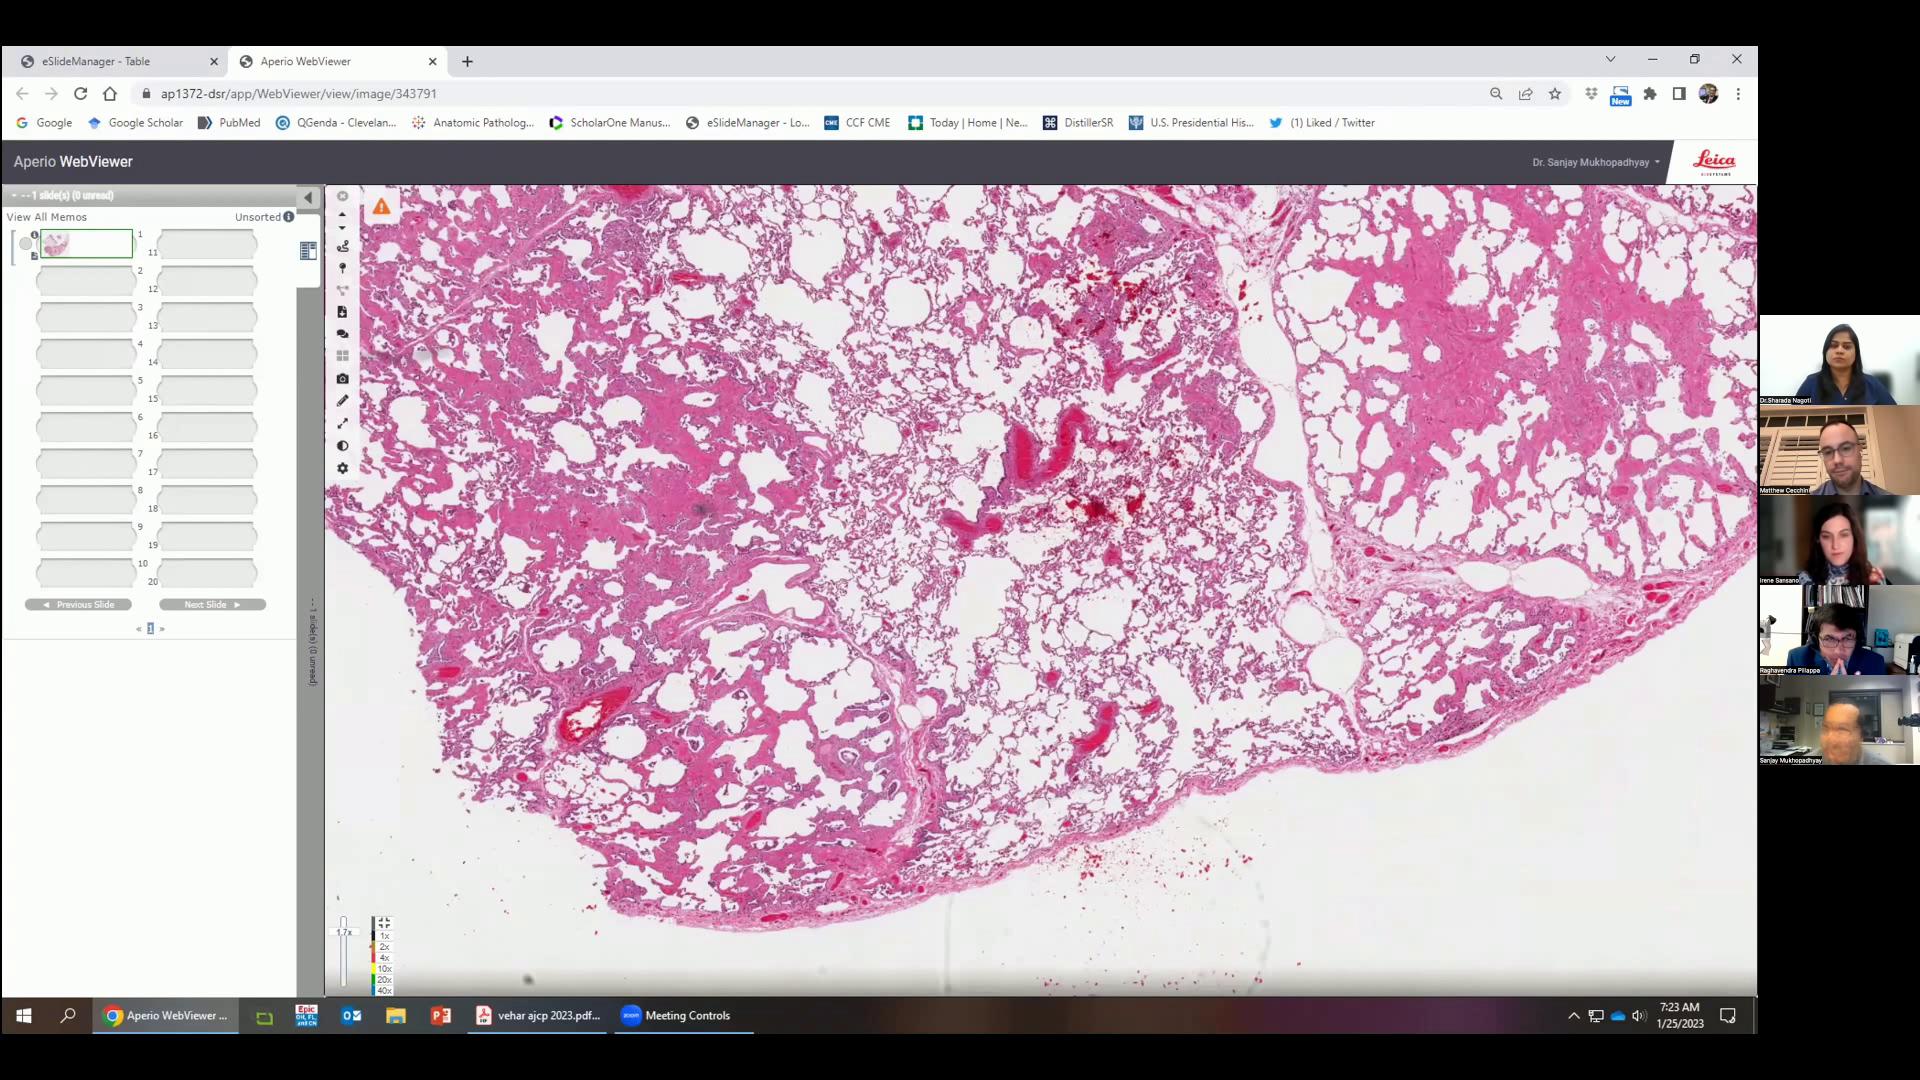 eSlideManager - Table
Aperio WebViewer
ap1372-dsr/app/WebViewer/view/image/343791
New
Google
Google Scholar
PubMed
QGenda - Clevelan...
Anatomic Patholog...
ScholarOne Manus...
eSlideManager - Lo...
CME
CCF CME
Today | Home | Ne...
DistillerSR
U.S. Presidential His...
(1) Liked / Twitter
Aperio WebViewer
Dr. Sanjay Mukhopadhyay
Leica
BIOSYSTEMS
- - 1 slide(s) (0 unread)
View All Memos
Unsorted
1
11
2
12
3
13
4
14
5
15
6
16
7
17
8
18
9
19
10
20
Previous Slide
Next Slide
« 1 »
- - 1 slide(s) (0 unread)
1.7x
1x
2x
4x
10x
20x
40x
Dr.Sharada Nagoti
Matthew Cecchini
Irene Sansano
Raghavendra Pillappa
Sanjay Mukhopadhyay
Aperio WebViewer ...
Epic
vehar ajcp 2023.pdf...
zoom
Meeting Controls
7:23 AM
1/25/2023